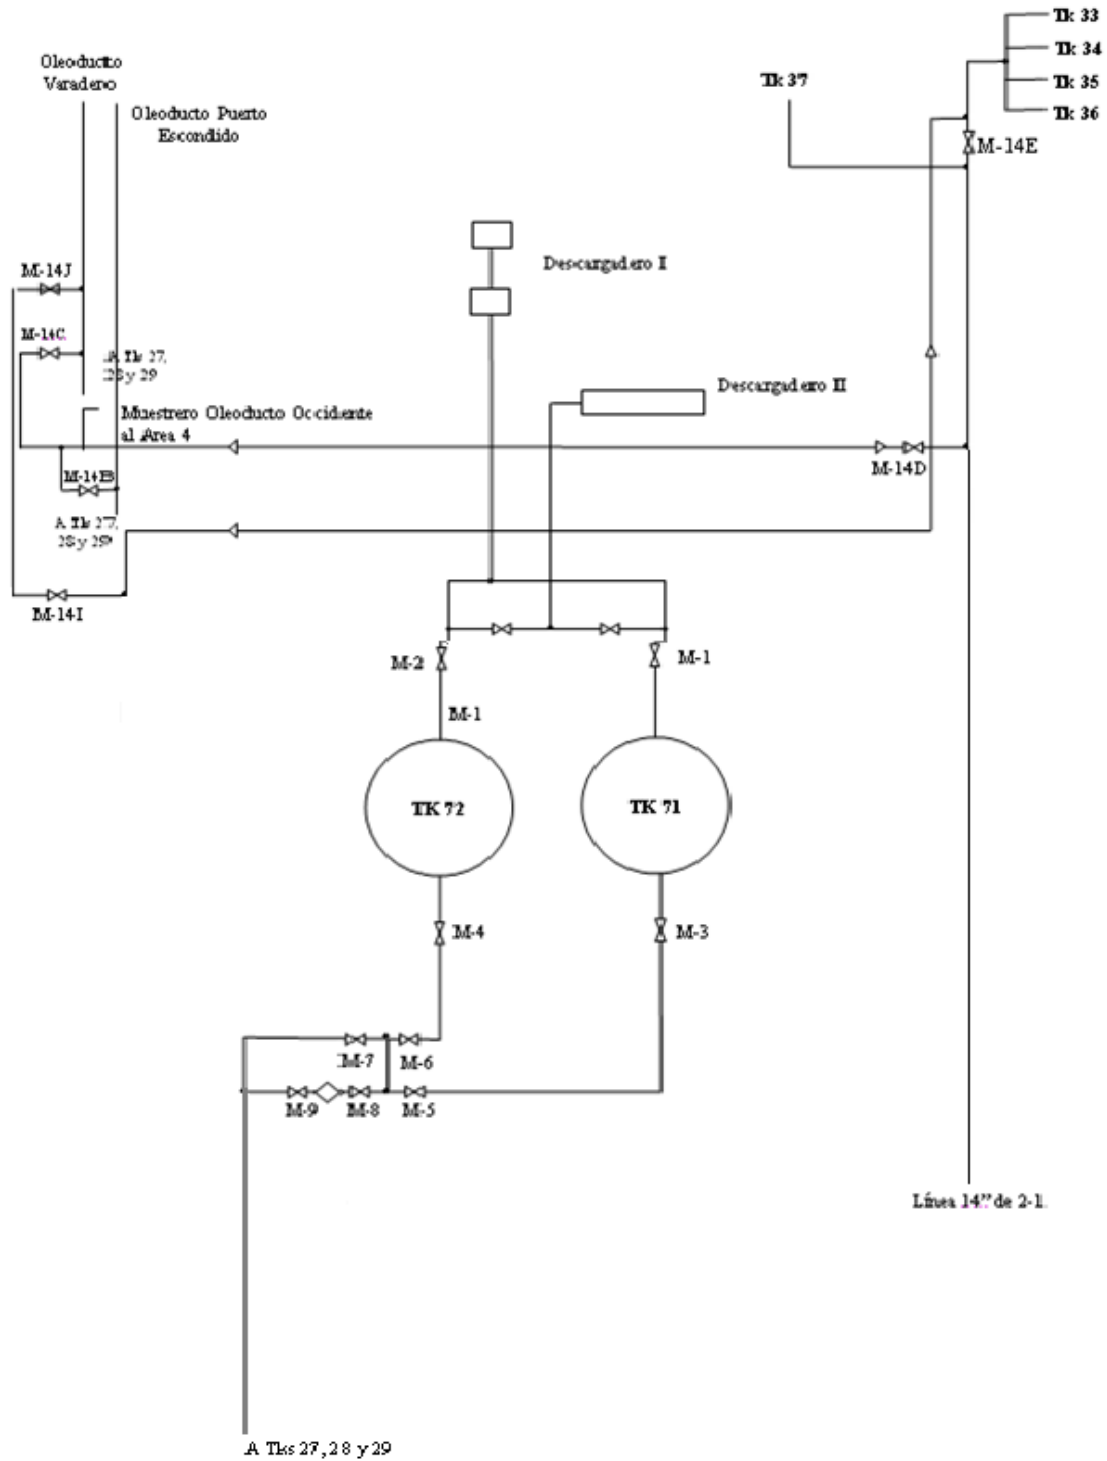 Tk 33
Tk 34
Tk 35
Tk 36
Oleoducto
Varadero
Oleoducto Puerto
Escondido
Tk 37
M-14E
Descargadero I
M-14J
M-14C
A Tk 27,
28 y 29
Descargadero II
Muestrero Oleoducto Occidente
al Area 4
M-14D
M-14B
A Tk 27,
28 y 29
M-14I
M-2
M-1
M-1
TK 72
TK 71
M-4
M-3
M-7
M-6
M-9
M-8
M-5
Línea 14" de 2-1.
A Tks 27, 28 y 29